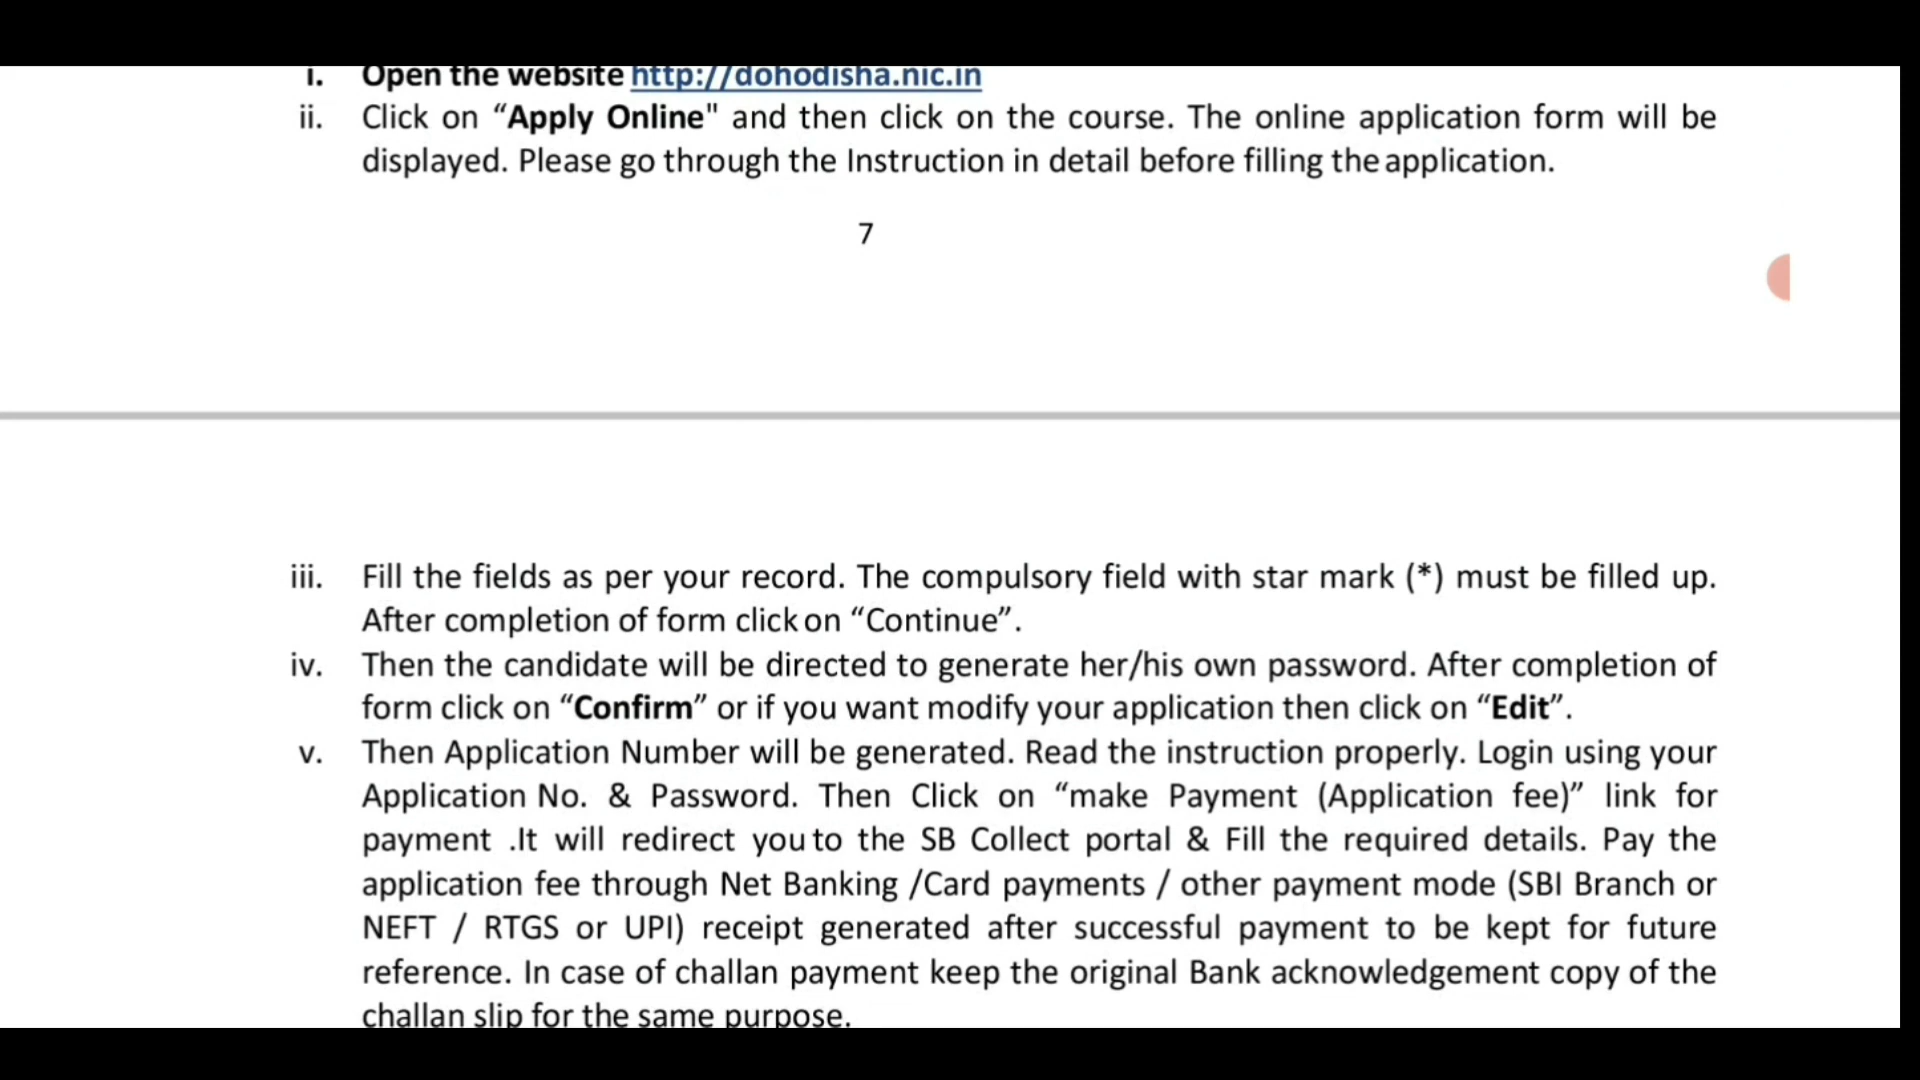 i. Open the website http://dohodisha.nic.in
ii. Click on “Apply Online" and then click on the course. The online application form will be
displayed. Please go through the Instruction in detail before filling the application.
7
iii. Fill the fields as per your record. The compulsory field with star mark (*) must be filled up.
After completion of form click on “Continue”.
iv. Then the candidate will be directed to generate her/his own password. After completion of
form click on “Confirm” or if you want modify your application then click on “Edit”.
v. Then Application Number will be generated. Read the instruction properly. Login using your
Application No. & Password. Then Click on “make Payment (Application fee)” link for
payment .It will redirect you to the SB Collect portal & Fill the required details. Pay the
application fee through Net Banking /Card payments / other payment mode (SBI Branch or
NEFT / RTGS or UPI) receipt generated after successful payment to be kept for future
reference. In case of challan payment keep the original Bank acknowledgement copy of the
challan slip for the same purpose.